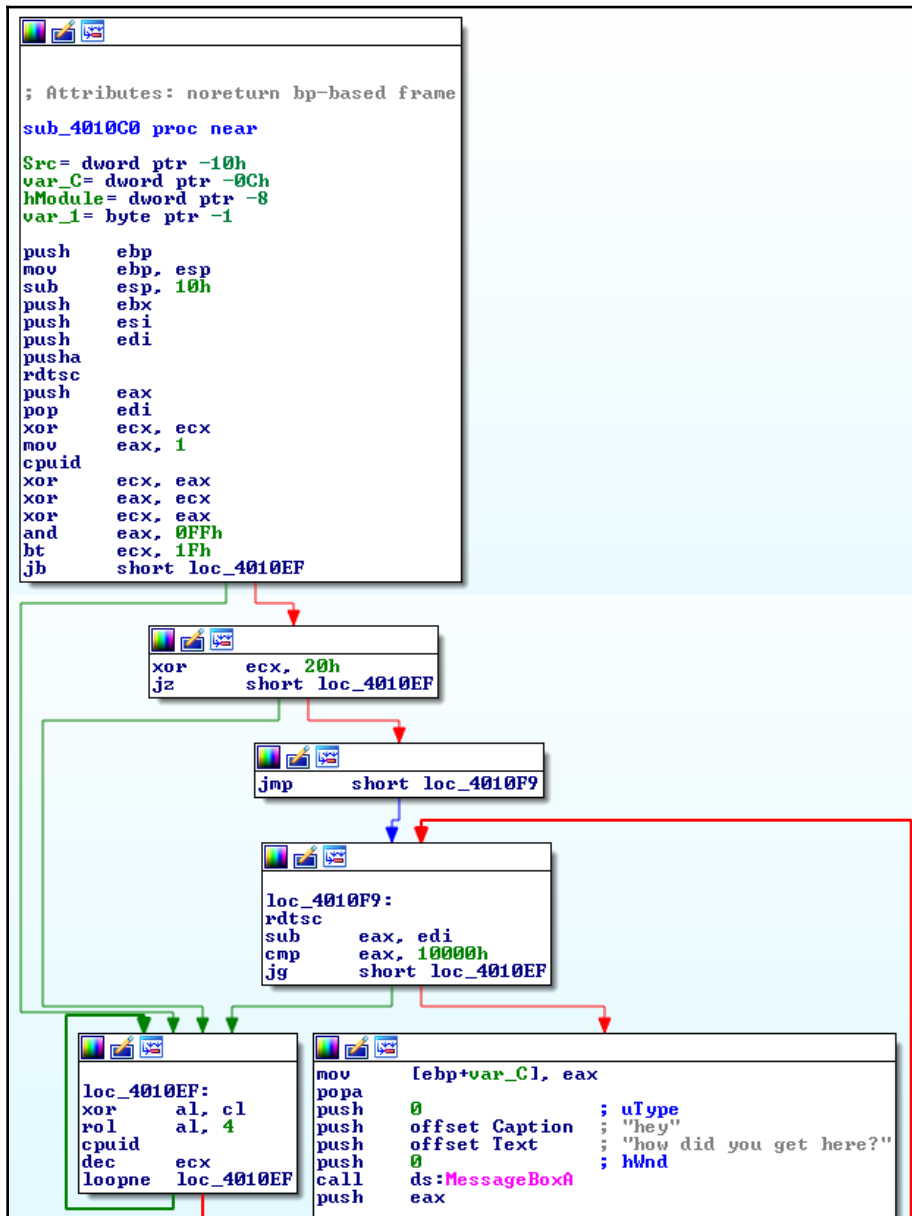 ; Attributes: noreturn bp-based frame
sub_4010C0 proc near
Src= dword ptr -10h
var_C= dword ptr -0Ch
hModule= dword ptr -8
var_1= byte ptr -1
push ebp
mov ebp, esp
sub esp, 10h
push ebx
push esi
push edi
pusha
rdtsc
push eax
pop edi
xor ecx, ecx
mov eax, 1
cpuid
xor ecx, eax
xor eax, ecx
xor ecx, eax
and eax, 0FFh
bt ecx, 1Fh
jb short loc_4010EF
xor ecx, 20h
jz short loc_4010EF
jmp short loc_4010F9
loc_4010F9:
rdtsc
sub eax, edi
cmp eax, 10000h
jg short loc_4010EF
loc_4010EF:
xor al, cl
rol al, 4
cpuid
dec ecx
loopne loc_4010EF
mov [ebp+var_C], eax
popa
push 0 ; uType
push offset Caption ; "hey"
push offset Text ; "how did you get here?"
push 0 ; hWnd
call ds:MessageBoxA
push eax